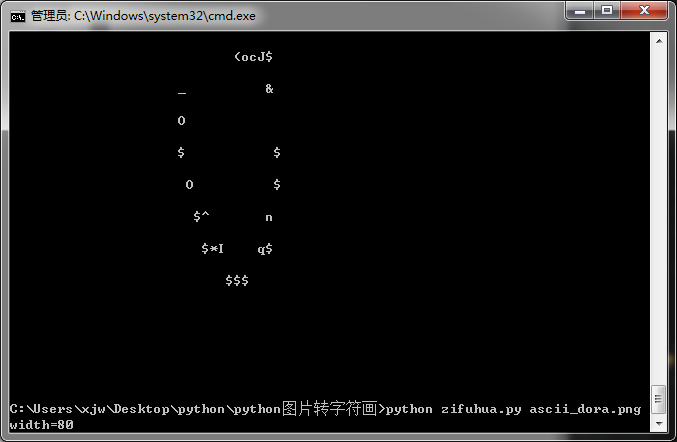 管理员: C:\Windows\system32\cmd.exe
(ocJ$
_ &
O
$ $
O $
$^ n
$*I q$
$$$
C:\Users\xjw\Desktop\python\python图片转字符画>python zifuhua.py ascii_dora.png
width=80